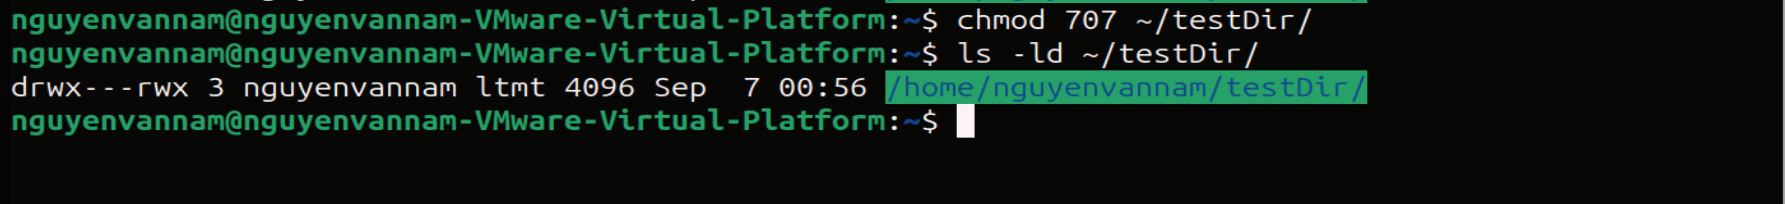 nguyenvannam@nguyenvannam-VMware-Virtual-Platform:~$ chmod 707 ~/testDir/
nguyenvannam@nguyenvannam-VMware-Virtual-Platform:~$ ls -ld ~/testDir/
drwx---rwx 3 nguyenvannam ltmt 4096 Sep  7 00:56 /home/nguyenvannam/testDir/
nguyenvannam@nguyenvannam-VMware-Virtual-Platform:~$